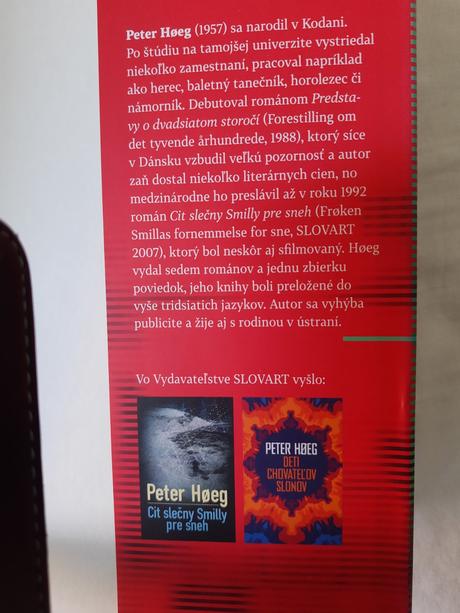 Peter Høeg (1957) sa narodil v Kodani.
Po štúdiu na tamojšej univerzite vystriedal
niekoľko zamestnaní, pracoval napríklad
ako herec, baletný tanečník, horolezec či
námorník. Debutoval románom Predsta-
vy o dvadsiatom storočí (Forestilling om
det tyvende århundrede, 1988), ktorý síce
v Dánsku vzbudil veľkú pozornosť a autor
zaň dostal niekoľko literárnych cien, no
medzinárodne ho preslávil až v roku 1992
román Cit slečny Smilly pre sneh (Frøken
Smillas fornemmelse for sne, SLOVART
2007), ktorý bol neskôr aj sfilmovaný. Høeg
vydal sedem románov a jednu zbierku
poviedok, jeho knihy boli preložené do
vyše tridsiatich jazykov. Autor sa vyhýba
publicite a žije aj s rodinou v ústraní.
Vo Vydavateľstve SLOVART vyšlo:
Peter Høeg
Cit slečny Smilly
pre sneh
PETER HØEG
DETI
CHOVATEĽOV
SLONOV